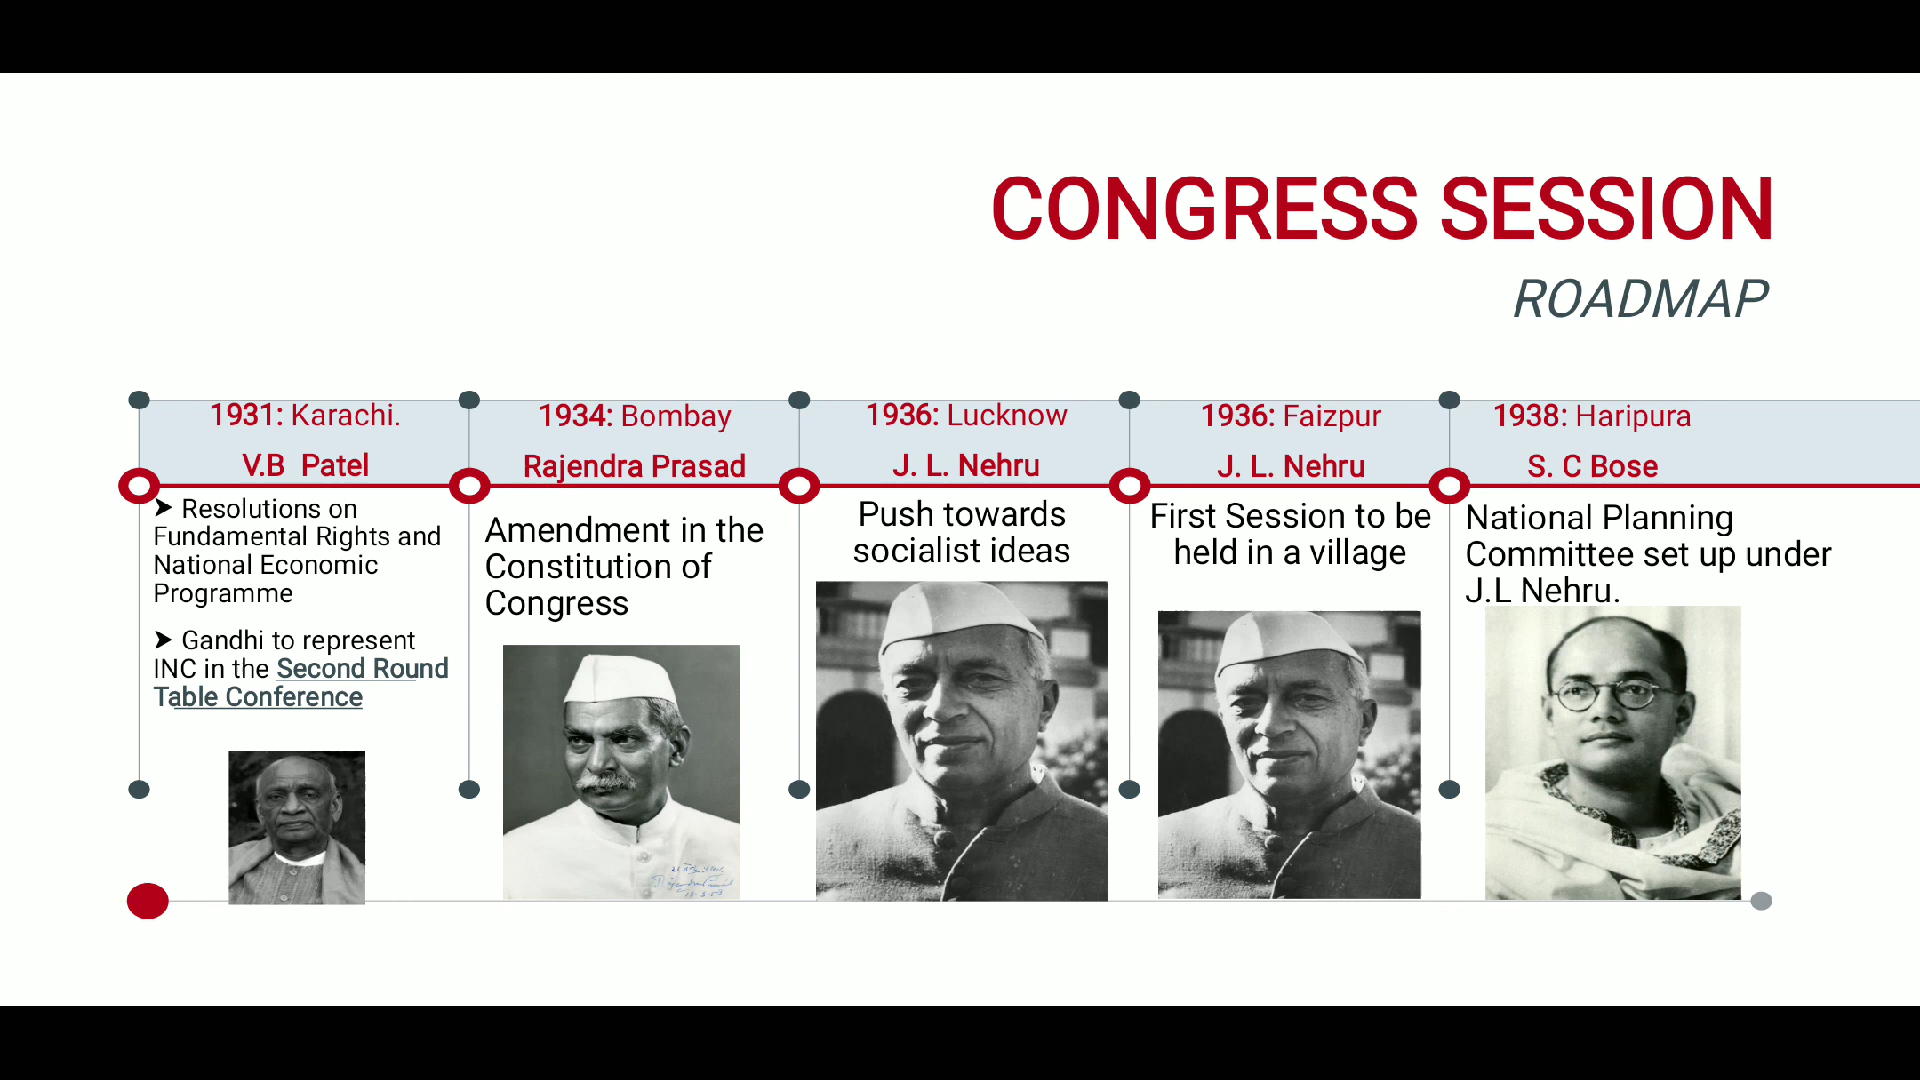 CONGRESS SESSION
ROADMAP
1931: Karachi.
V.B Patel
➤ Resolutions on
Fundamental Rights and
National Economic
Programme
➤ Gandhi to represent
INC in the Second Round
Table Conference
1934: Bombay
Rajendra Prasad
Amendment in the
Constitution of
Congress
1936: Lucknow
J. L. Nehru
Push towards
socialist ideas
1936: Faizpur
J. L. Nehru
First Session to be
held in a village
1938: Haripura
S. C Bose
National Planning
Committee set up under
J.L Nehru.